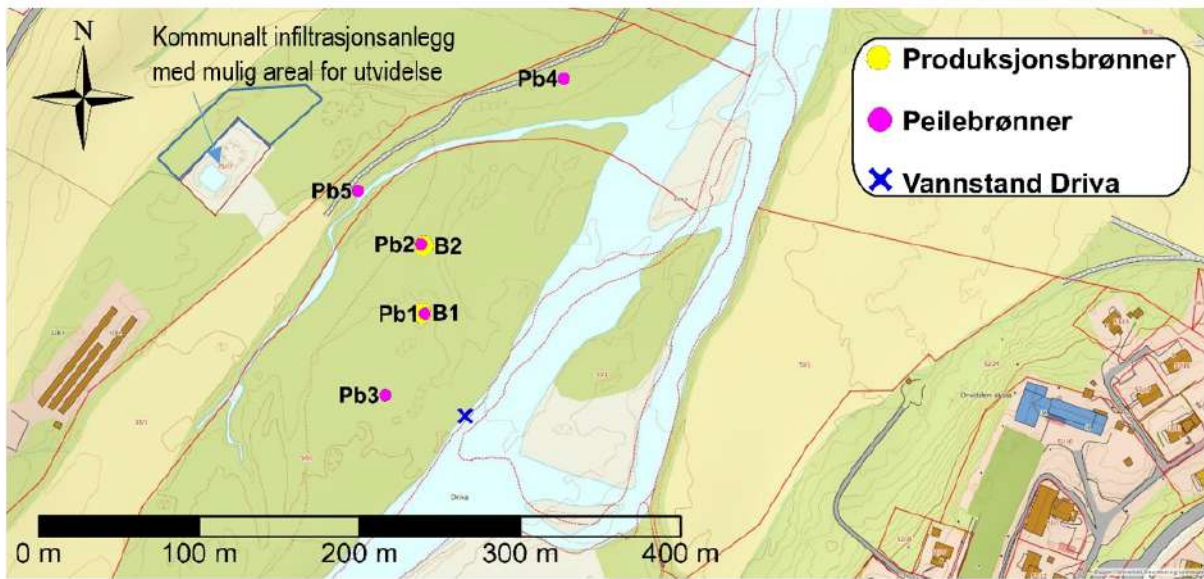 N
Kommunalt infiltrasjonsanlegg
med mulig areal for utvidelse
Produksjonsbrønner
Peilebrønner
Vannstand Driva
Pb4
Pb5
Pb2 B2
Pb1 B1
Pb3
Driva
0 m 100 m 200 m 300 m 400 m